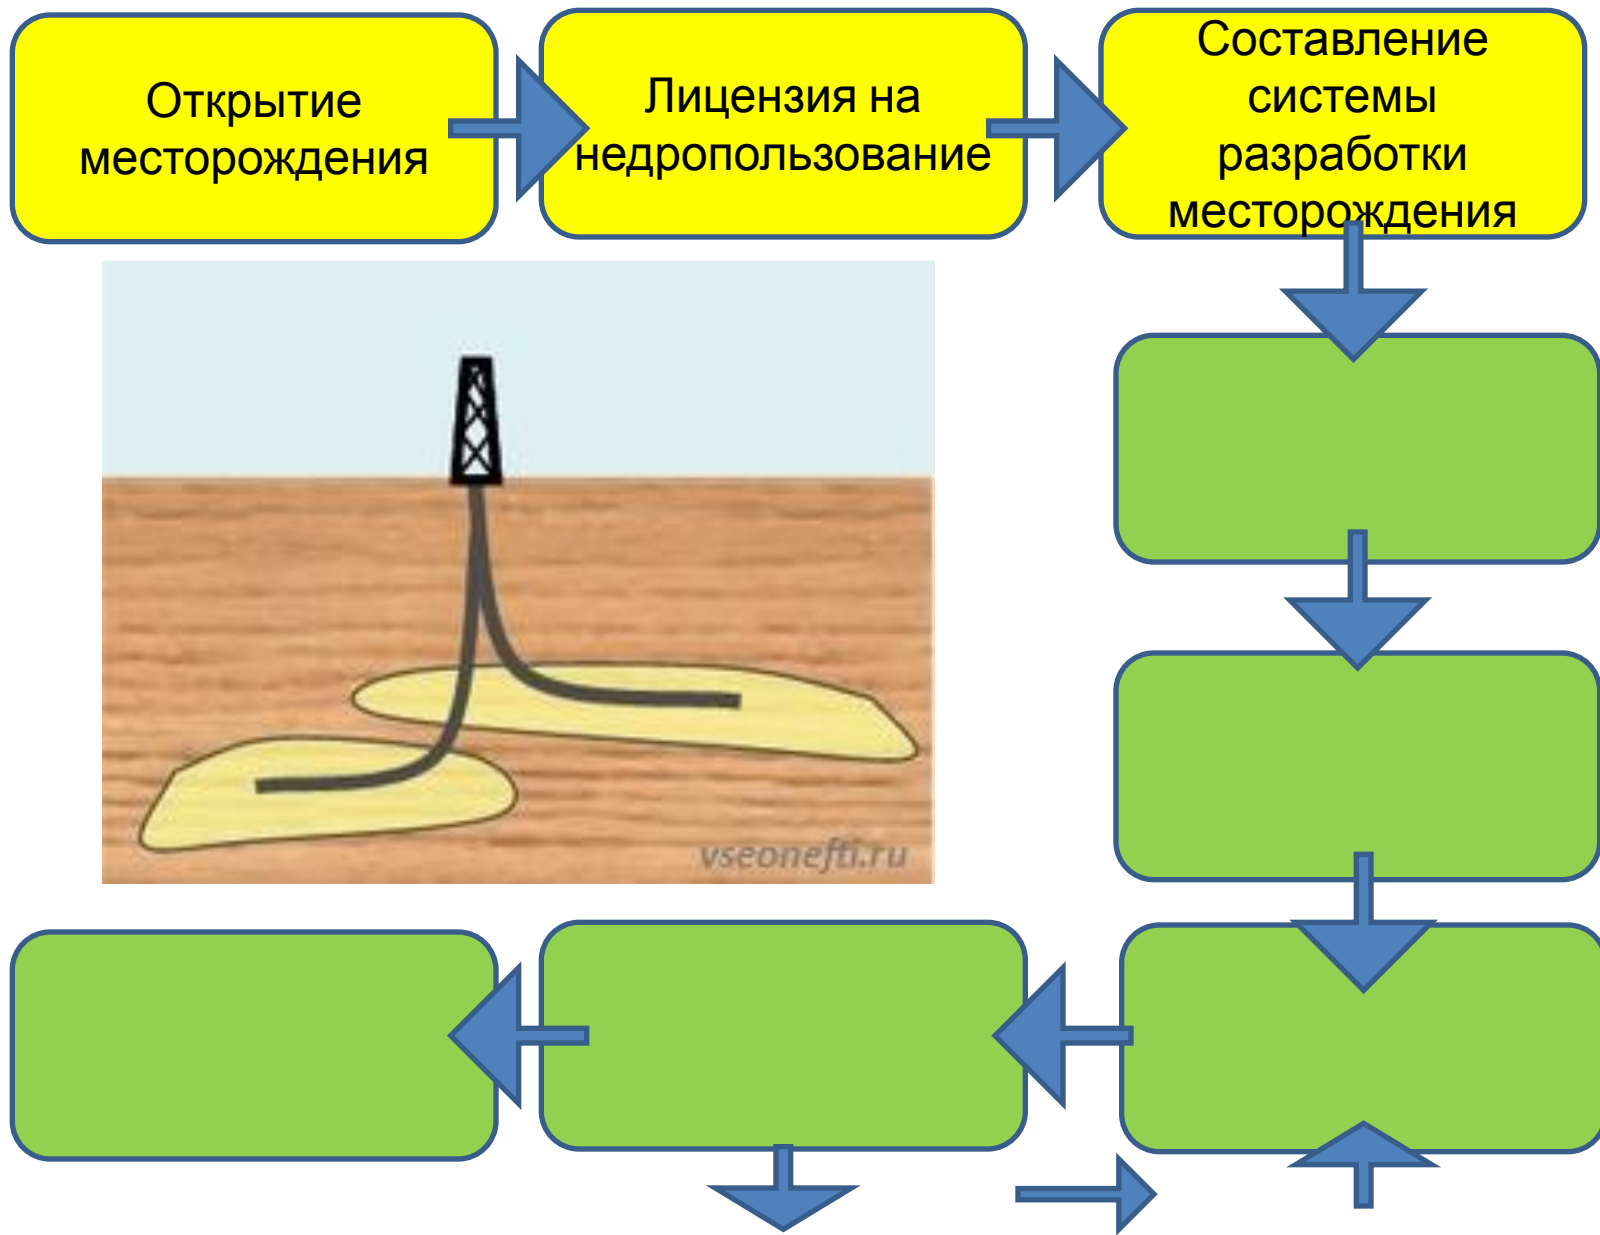 Открытие
месторождения
Лицензия на
недропользование
Составление
системы
разработки
месторождения
vseonefti.ru